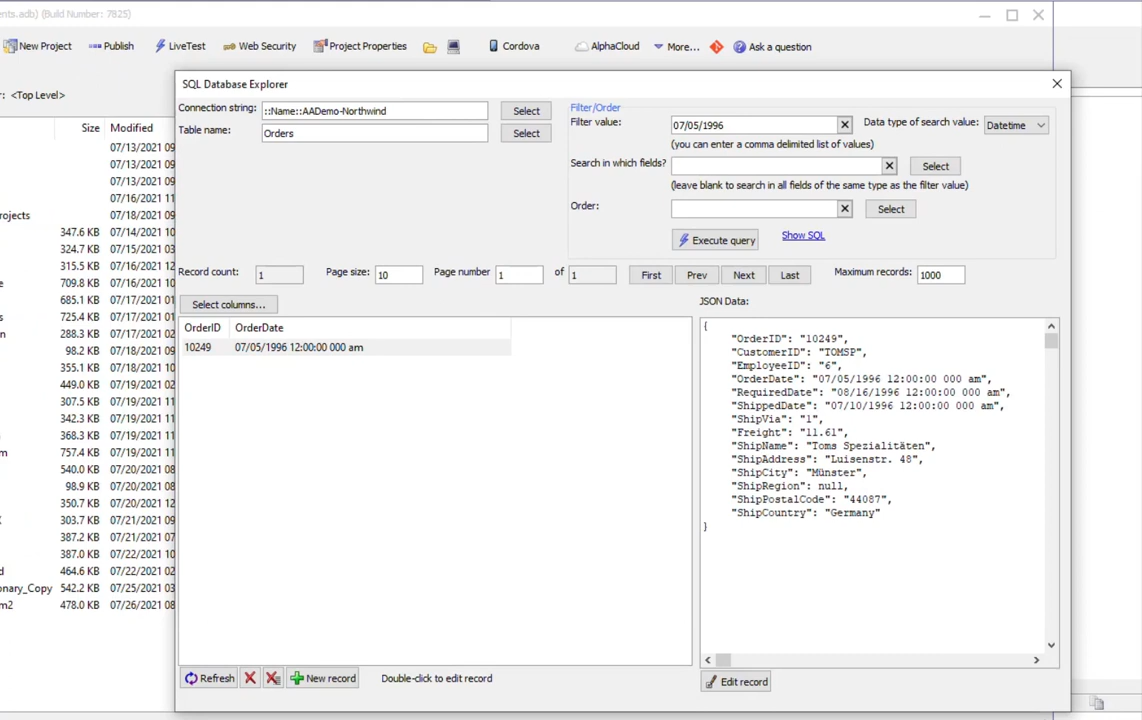 ents.adb) (Build Number: 7825)
New Project Publish LiveTest Web Security Project Properties Cordova AlphaCloud More... Ask a question
r: <Top Level>
Size Modified
07/13/2021 09
07/13/2021 09
07/13/2021 09
07/16/2021 11
rojects 07/18/2021 09
347.6 KB 07/14/2021 10
324.7 KB 07/15/2021 03
315.5 KB 07/16/2021 12
e 709.8 KB 07/16/2021 10
685.1 KB 07/17/2021 01
s 725.4 KB 07/17/2021 01
n 288.3 KB 07/17/2021 02
98.2 KB 07/18/2021 09
355.1 KB 07/18/2021 10
449.0 KB 07/19/2021 02
307.5 KB 07/19/2021 11
342.3 KB 07/19/2021 11
368.3 KB 07/19/2021 11
m 757.4 KB 07/19/2021 11
540.0 KB 07/20/2021 08
98.9 KB 07/20/2021 08
350.7 KB 07/20/2021 12
303.7 KB 07/21/2021 09
387.2 KB 07/21/2021 07
387.0 KB 07/22/2021 10
d 464.6 KB 07/22/2021 02
onary_Copy 542.2 KB 07/25/2021 03
m2 478.0 KB 07/26/2021 08
SQL Database Explorer
Connection string: ::Name::AADemo-Northwind Select
Table name: Orders Select
Filter/Order
Filter value: 07/05/1996 Data type of search value: Datetime
(you can enter a comma delimited list of values)
Search in which fields? Select
(leave blank to search in all fields of the same type as the filter value)
Order: Select
Execute query Show SQL
Record count: 1 Page size: 10 Page number 1 of 1 First Prev Next Last Maximum records: 1000
Select columns...
OrderID OrderDate
10249 07/05/1996 12:00:00 000 am
JSON Data:
{
"OrderID": "10249",
"CustomerID": "TOMSP",
"EmployeeID": "6",
"OrderDate": "07/05/1996 12:00:00 000 am",
"RequiredDate": "08/16/1996 12:00:00 000 am",
"ShippedDate": "07/10/1996 12:00:00 000 am",
"ShipVia": "1",
"Freight": "11.61",
"ShipName": "Toms Spezialitäten",
"ShipAddress": "Luisenstr. 48",
"ShipCity": "Münster",
"ShipRegion": null,
"ShipPostalCode": "44087",
"ShipCountry": "Germany"
}
Refresh New record Double-click to edit record Edit record